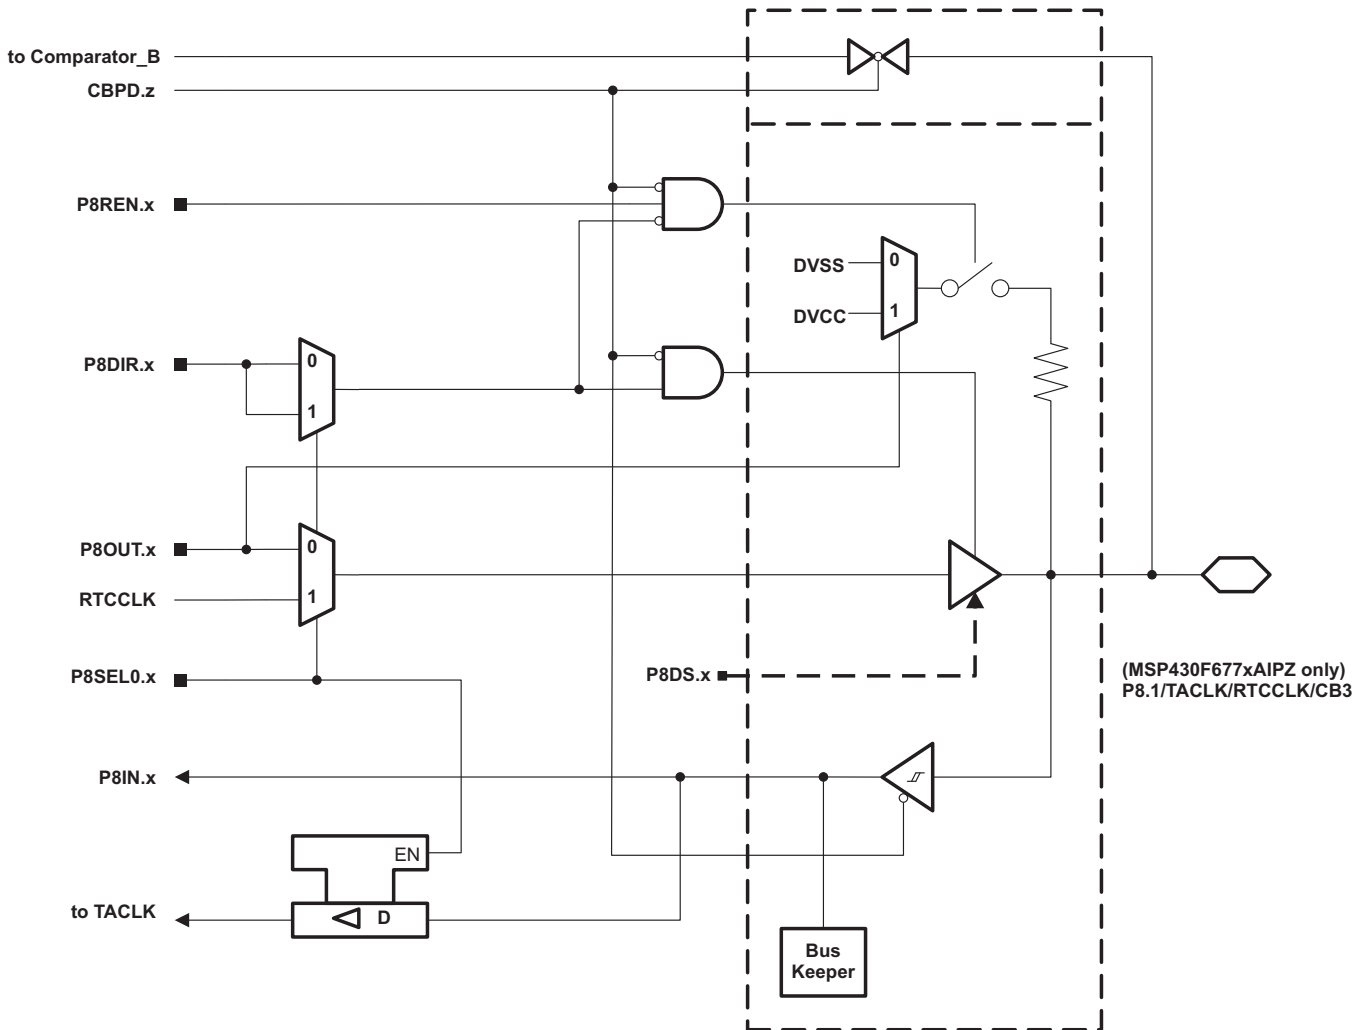 to Comparator_B
CBPD.z
P8REN.x
DVSS
0
DVCC
1
P8DIR.x
0
1
P8OUT.x
0
RTCCLK
1
P8SEL0.x
P8DS.x
(MSP430F677xAIPZ only)
P8.1/TACLK/RTCCLK/CB3
P8IN.x
EN
to TACLK
D
Bus
Keeper